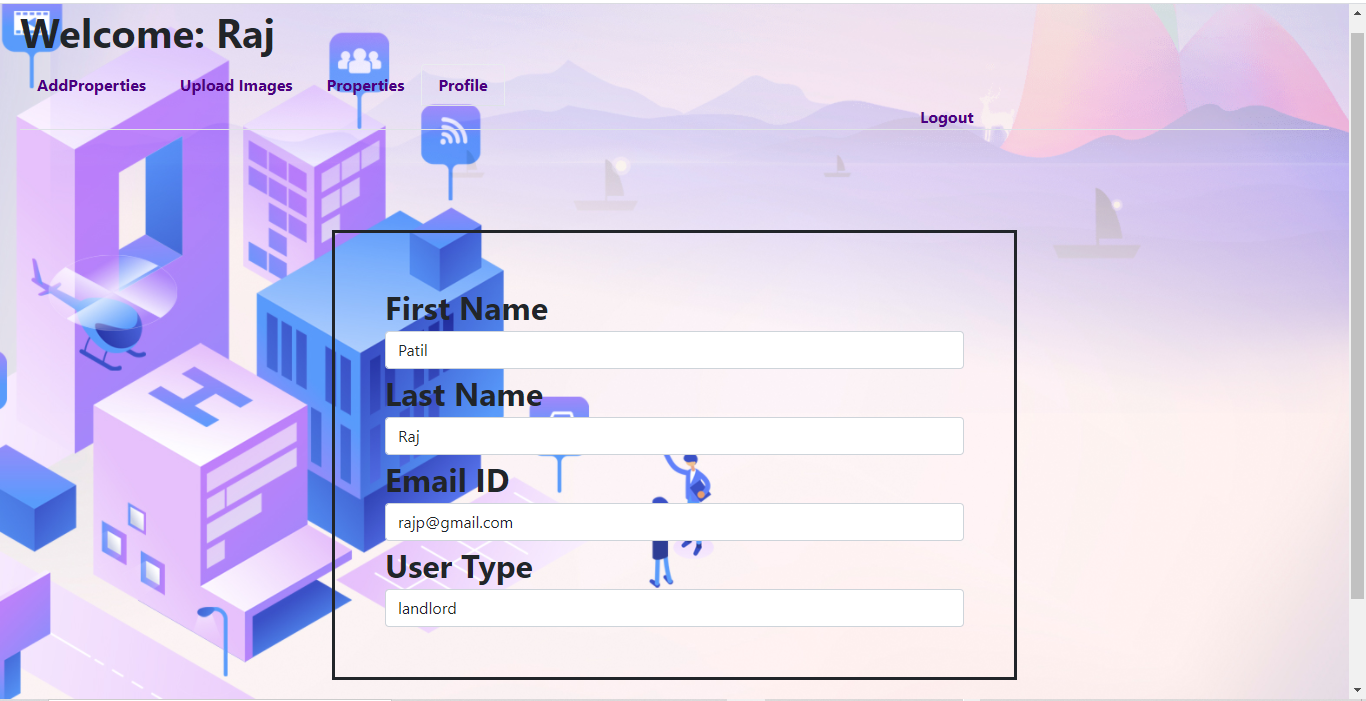 Welcome: Raj
AddProperties Upload Images Properties Profile
Logout
First Name
Patil
Last Name
Raj
Email ID
rajp@gmail.com
User Type
landlord
H